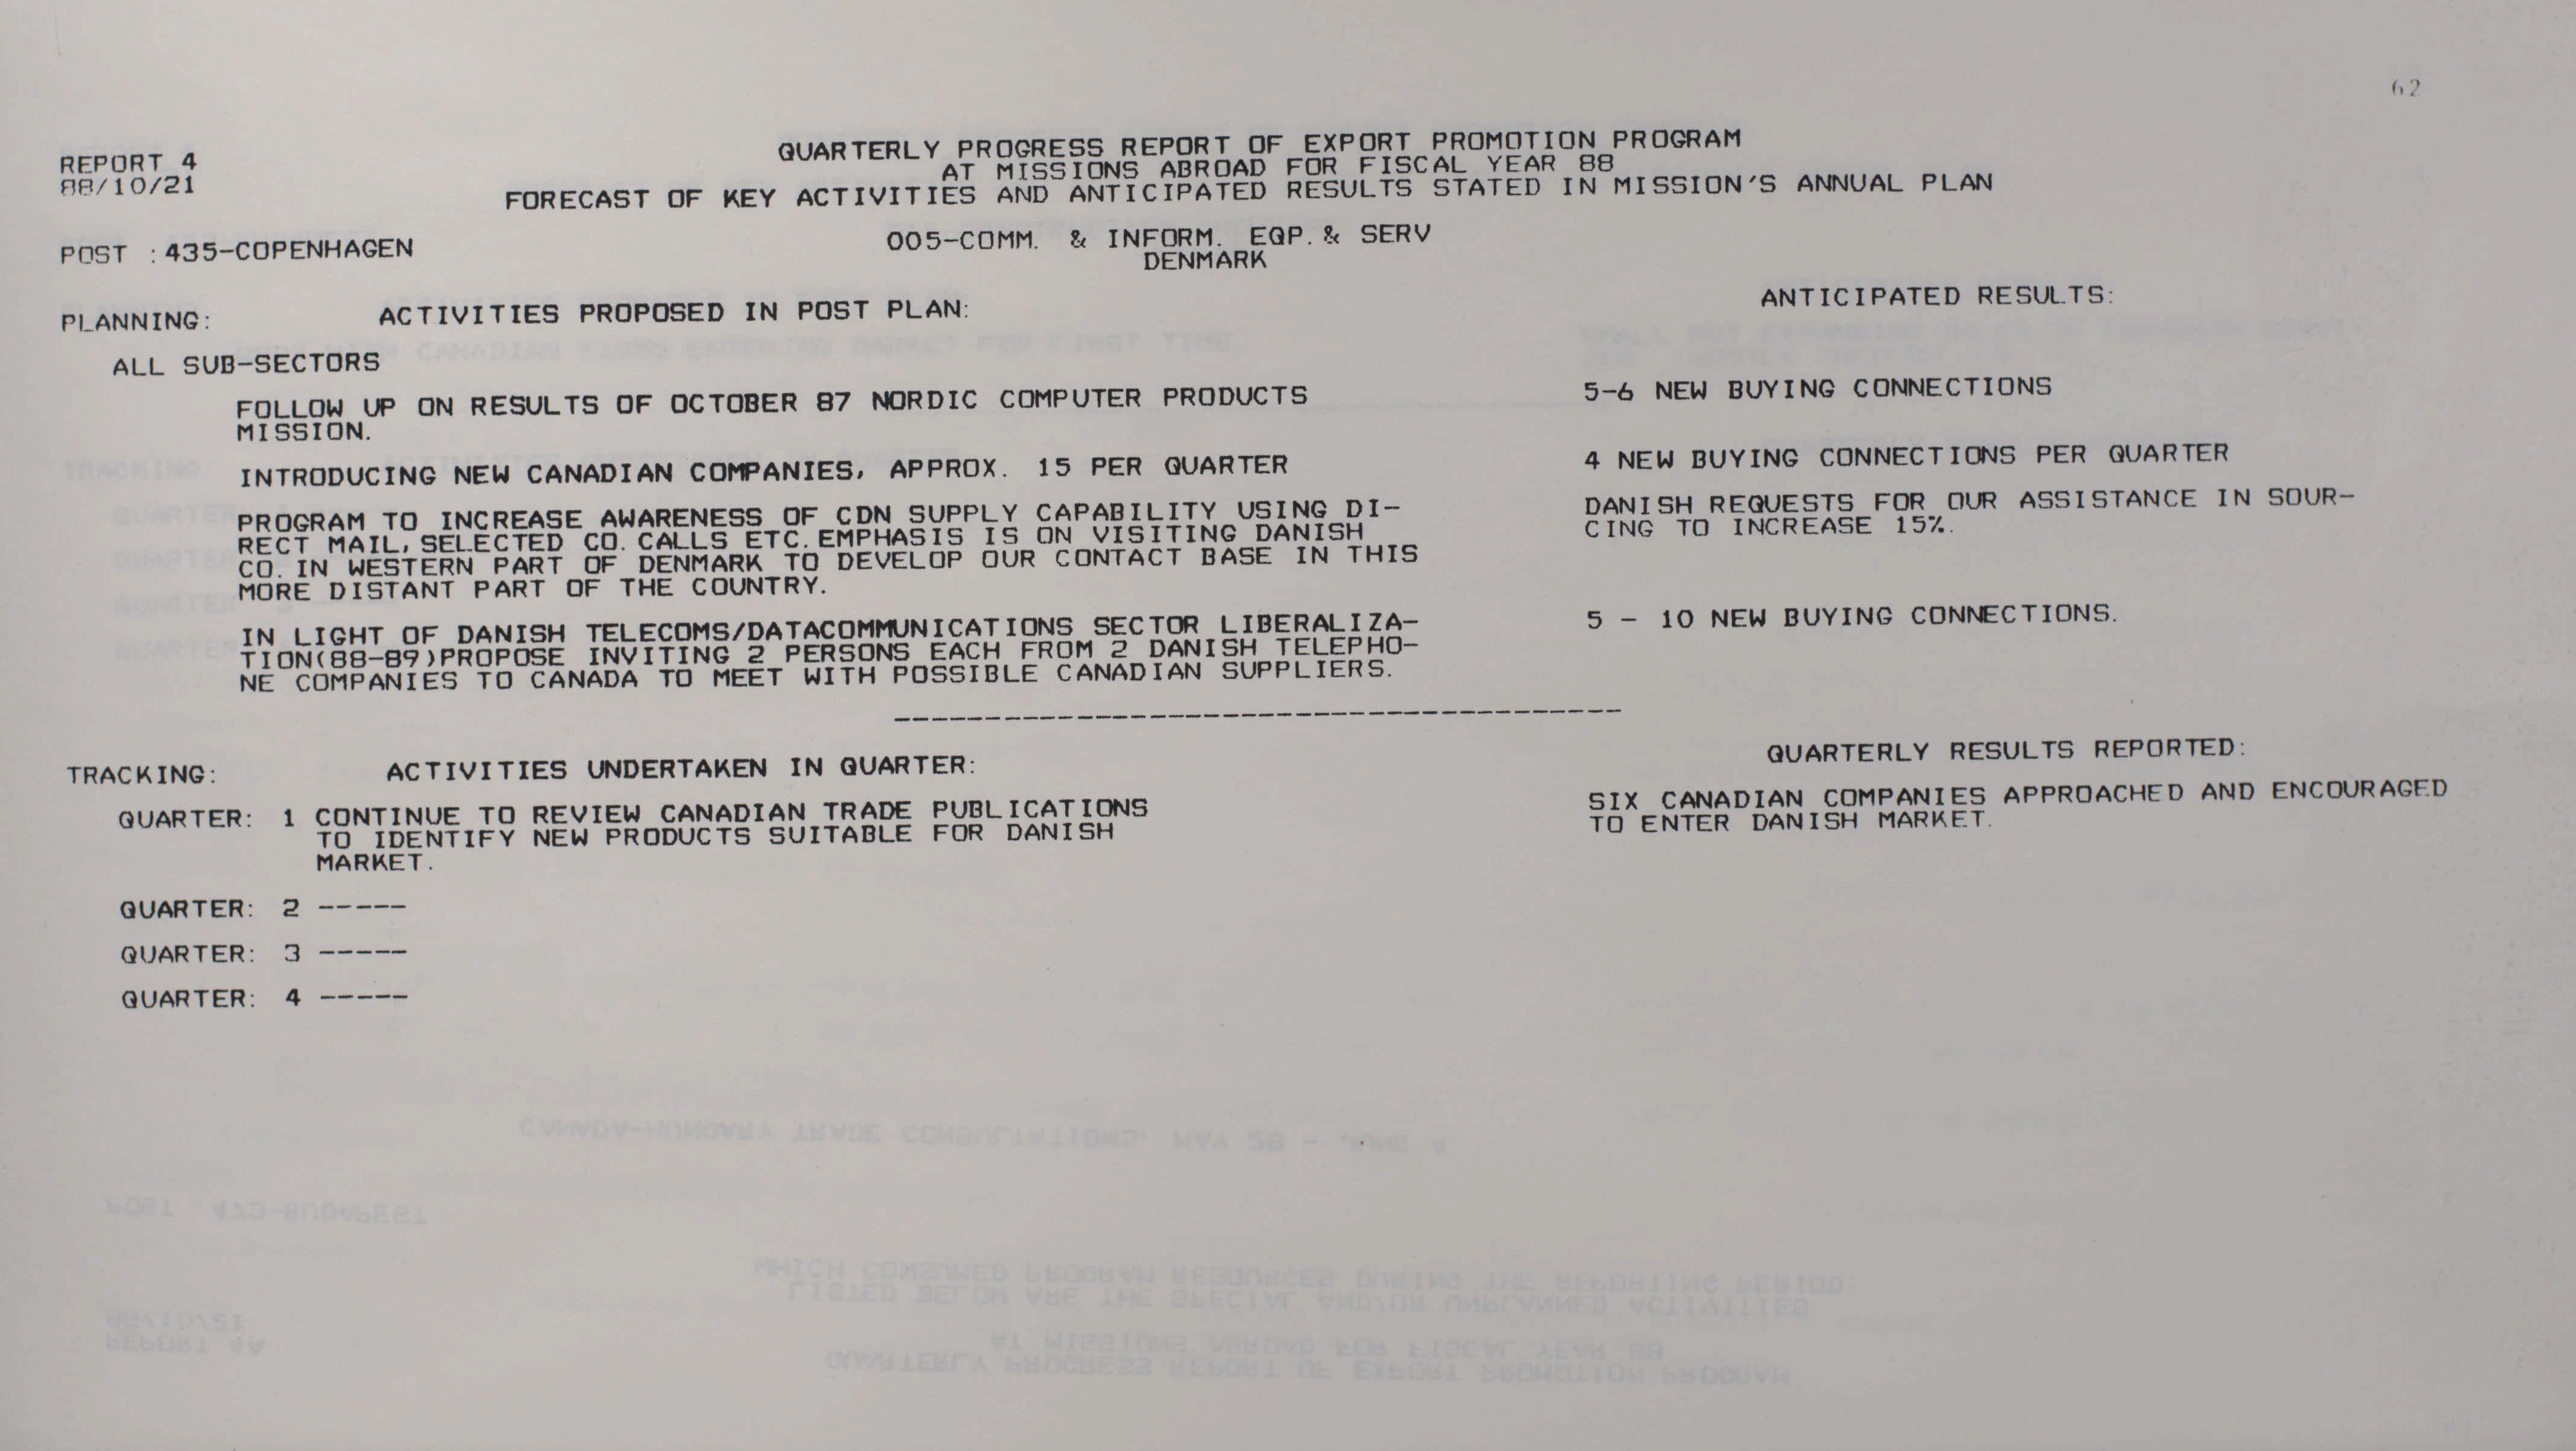 62
REPORT 4
88/10/21
QUARTERLY PROGRESS REPORT OF EXPORT PROMOTION PROGRAM
AT MISSIONS ABROAD FOR FISCAL YEAR 88
FORECAST OF KEY ACTIVITIES AND ANTICIPATED RESULTS STATED IN MISSION'S ANNUAL PLAN
POST : 435-COPENHAGEN
005-COMM. & INFORM. EQP. & SERV
DENMARK
PLANNING: ACTIVITIES PROPOSED IN POST PLAN: ANTICIPATED RESULTS:
ALL SUB-SECTORS
FOLLOW UP ON RESULTS OF OCTOBER 87 NORDIC COMPUTER PRODUCTS
MISSION.
5-6 NEW BUYING CONNECTIONS
INTRODUCING NEW CANADIAN COMPANIES, APPROX. 15 PER QUARTER
4 NEW BUYING CONNECTIONS PER QUARTER
PROGRAM TO INCREASE AWARENESS OF CDN SUPPLY CAPABILITY USING DI-
RECT MAIL, SELECTED CO. CALLS ETC. EMPHASIS IS ON VISITING DANISH
CO. IN WESTERN PART OF DENMARK TO DEVELOP OUR CONTACT BASE IN THIS
MORE DISTANT PART OF THE COUNTRY.
DANISH REQUESTS FOR OUR ASSISTANCE IN SOUR-
CING TO INCREASE 15%.
IN LIGHT OF DANISH TELECOMS/DATACOMMUNICATIONS SECTOR LIBERALIZA-
TION(88-89)PROPOSE INVITING 2 PERSONS EACH FROM 2 DANISH TELEPHO-
NE COMPANIES TO CANADA TO MEET WITH POSSIBLE CANADIAN SUPPLIERS.
5 - 10 NEW BUYING CONNECTIONS.
----------------------------------------
TRACKING: ACTIVITIES UNDERTAKEN IN QUARTER: QUARTERLY RESULTS REPORTED:
QUARTER: 1 CONTINUE TO REVIEW CANADIAN TRADE PUBLICATIONS
TO IDENTIFY NEW PRODUCTS SUITABLE FOR DANISH
MARKET.
SIX CANADIAN COMPANIES APPROACHED AND ENCOURAGED
TO ENTER DANISH MARKET.
QUARTER: 2 -----
QUARTER: 3 -----
QUARTER: 4 -----